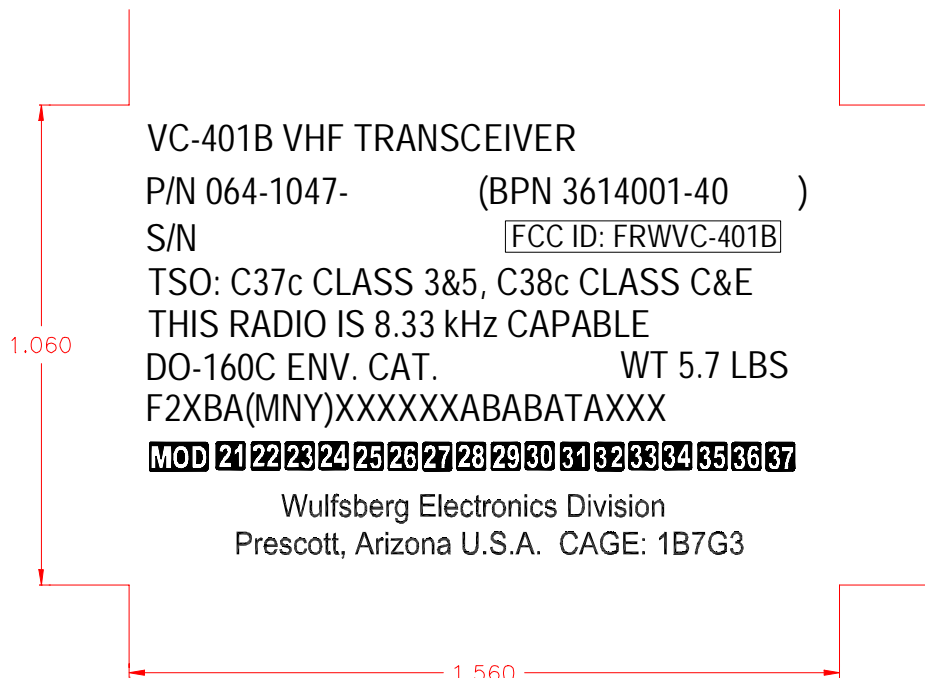 VC-401B VHF TRANSCEIVER
P/N 064-1047- (BPN 3614001-40 )
S/N FCC ID: FRWVC-401B
TSO: C37c CLASS 3&5, C38c CLASS C&E
THIS RADIO IS 8.33 kHz CAPABLE
1.060
DO-160C ENV. CAT. WT 5.7 LBS
F2XBA(MNY)XXXXXXABABATAXXX
MOD 21 22 23 24 25 26 27 28 29 30 31 32 33 34 35 36 37
Wulfsberg Electronics Division
Prescott, Arizona U.S.A. CAGE: 1B7G3
1.560